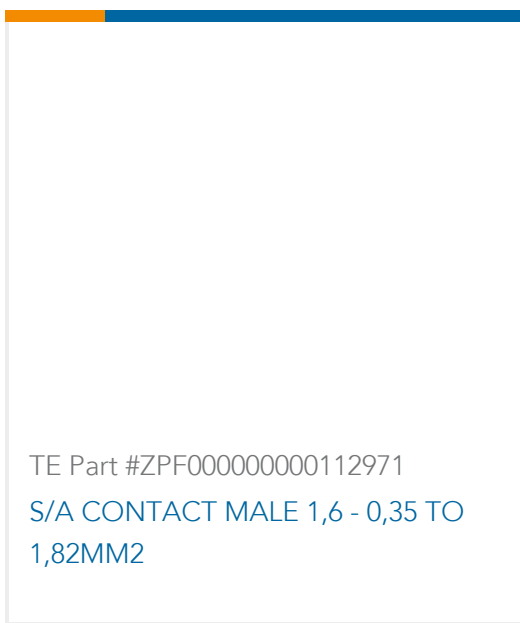 TE Part #ZPF000000000112971
S/A CONTACT MALE 1,6 - 0,35 TO
1,82MM2